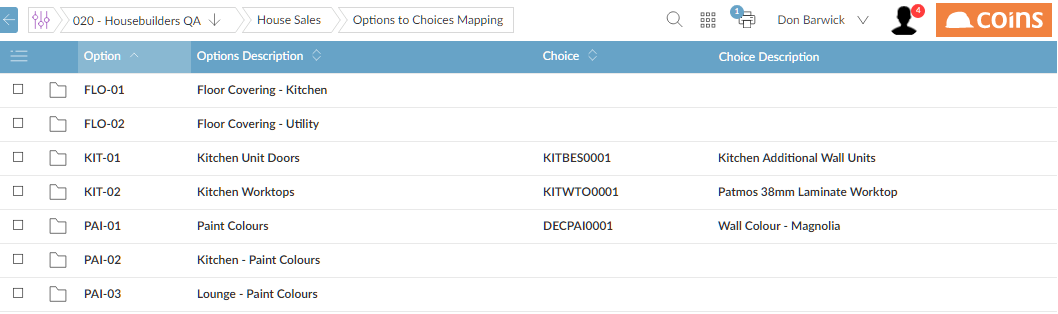 020 - Housebuilders QA House Sales Options to Choices Mapping 1 Don Barwick 4 coins
Option Options Description Choice Choice Description
FLO-01 Floor Covering - Kitchen
FLO-02 Floor Covering - Utility
KIT-01 Kitchen Unit Doors KITBES0001 Kitchen Additional Wall Units
KIT-02 Kitchen Worktops KITWTO0001 Patmos 38mm Laminate Worktop
PAI-01 Paint Colours DECPAI0001 Wall Colour - Magnolia
PAI-02 Kitchen - Paint Colours
PAI-03 Lounge - Paint Colours